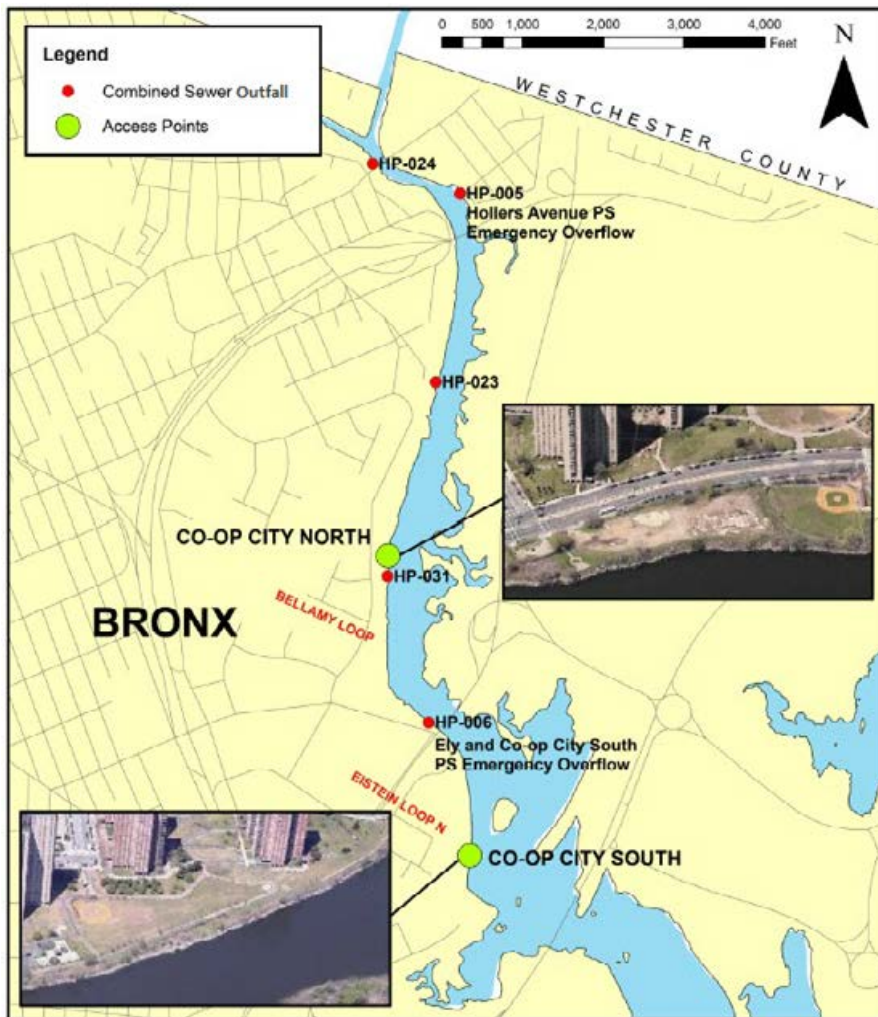 Legend
Combined Sewer Outfall
Access Points
0 500 1,000 2,000 3,000 4,000
Feet
N
WESTCHESTER COUNTY
HP-024
HP-005
Hollers Avenue PS
Emergency Overflow
HP-023
CO-OP CITY NORTH
HP-031
BELLAMY LOOP
BRONX
HP-006
Ely and Co-op City South
PS Emergency Overflow
EISTEIN LOOP N
CO-OP CITY SOUTH